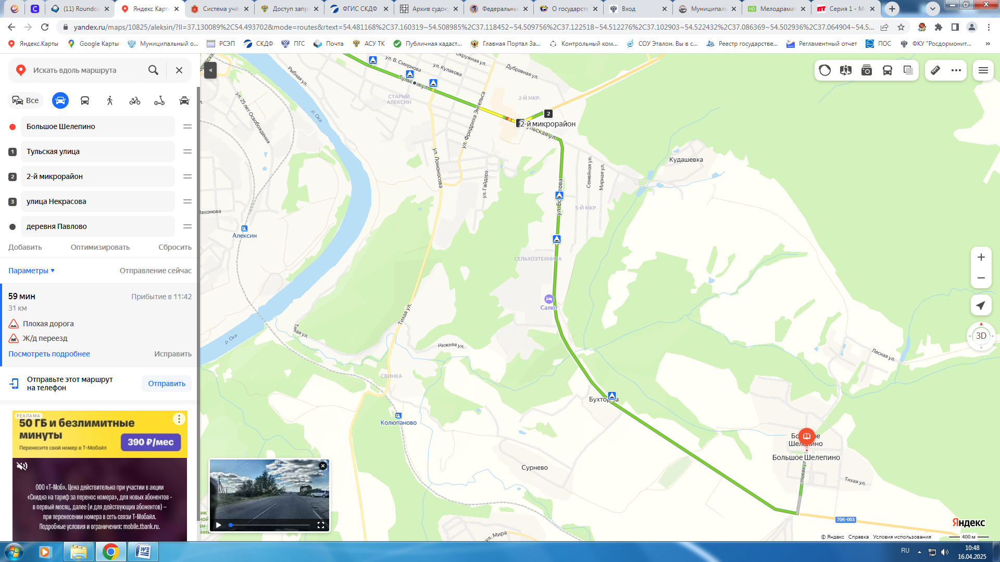 (11) Roundcu
Яндекс Карт
Система учё
Доступ запр
ФГИС СКДФ
Архив судок
Федеральны
О государст
Вход
Муниципаль
Мелодрамат
Серия 1 - М
yandex.ru/maps/10825/aleksin/?ll=37.130089%2C54.493702&mode=routes&rtext=54.481168%2C37.160319~54.508985%2C37.118452~54.509756%2C37.122518~54.512276%2C37.102903~54.522432%2C37.086369~54.502936%2C37.064904~54.5...
Яндекс.Карты
Google Карты
Муниципальный о...
РСЭП
СКДФ
ПГС
Почта
АСУ ТК
Публичная кадаст...
Главная Портал За...
Контрольный ком...
СОУ Эталон. Вы в с...
Реестр государстве...
Регламентный отчет
ПОС
ФКУ "Росдормонит...
»
Искать вдоль маршрута
Все
Большое Шелепино
1 Тульская улица
2 2-й микрорайон
3 улица Некрасова
деревня Павлово
Добавить Оптимизировать Сбросить
Параметры Отправление сейчас
59 мин Прибытие в 11:42
31 км
Плохая дорога
Ж/д переезд
Посмотреть подробнее Исправить
Отправьте этот маршрут
на телефон
Отправить
РЕКЛАМА
50 ГБ и безлимитные
минуты
Перенесите свой номер в Т-Мобайл
390 ₽/мес
ООО «Т-Моб». Цена действительна при участии в акции
«Скидка на тариф за перенос номера», для новых абонентов -
в первый месяц, далее (и для действующих абонентов) –
при перенесении номера в сеть связи Т-Мобайл.
Подробные условия и ограничения: mobile.tbank.ru.
Рыбная ул.
ул. В. Смирнова
ул. Кулакова
Окружная ул.
Дубравная ул.
Тульская ул.
СТАРЫЙ
АЛЕКСИН
2-Й МКР.
ул. 25 лет Освобождения
р. Ока
ул. Фридриха Энгельса
2
2-й микрорайон
Тульская ул.
ул. Ломоносова
ул. Гайдара
Семейная ул.
Мирная ул.
Кудашевка
5-Й МКР.
Алексин
СЕЛЬХОЗТЕХНИКА
Салют
Тихая ул.
Тихая ул.
р. Ока
Нижняя ул.
СВИНКА
Лесная ул.
Колюпаново
Большое Шелепино
Новая ул.
Тихая ул.
Сурнево
ул. Мира
70К-003
3D
Яндекс
© Яндекс Справка Условия использования
400 м
RU
10:48
16.04.2025